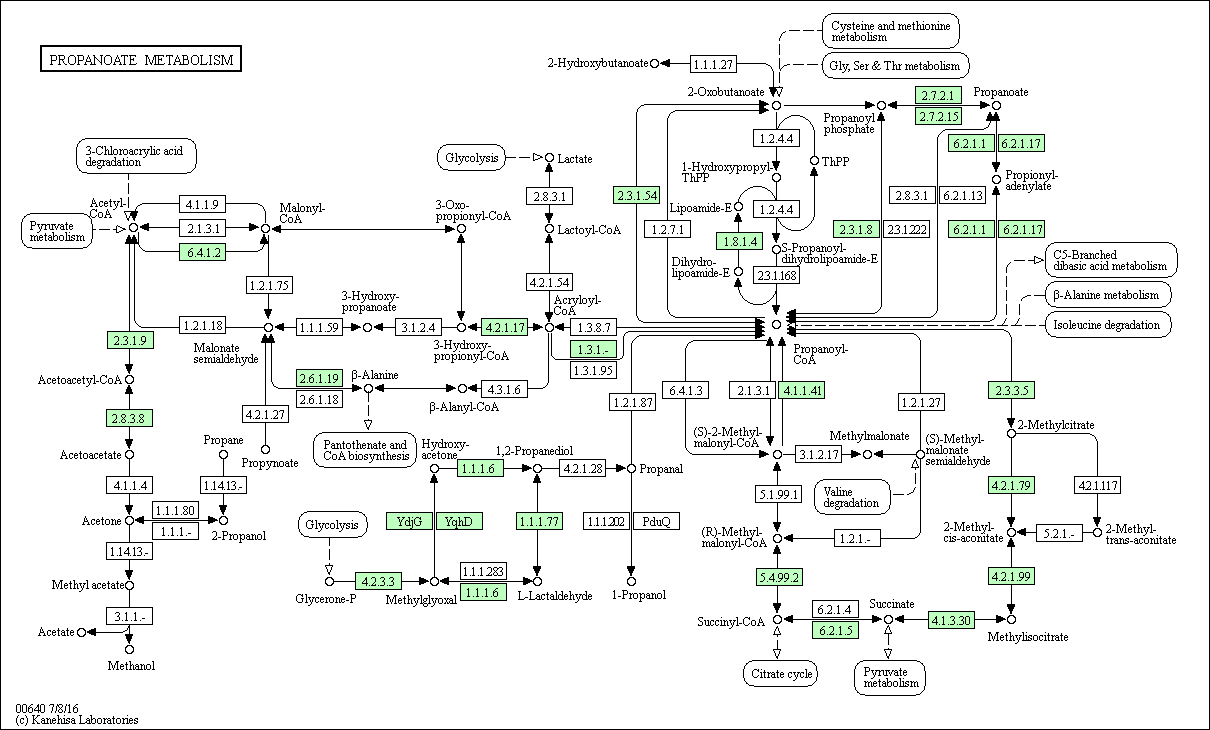 PROPANOATE METABOLISM
Cysteine and methionine
metabolism
Gly, Ser & Thr metabolism
2-Hydroxybutanoate
1.1.1.27
2-Oxobutanoate
Propanoyl
phosphate
2.7.2.1
2.7.2.15
Propanoate
3-Chloroacrylic acid
degradation
Glycolysis
Lactate
1.2.4.4
ThPP
6.2.1.1
6.2.1.17
1-Hydroxypropyl-
ThPP
Propionyl-
adenylate
Acetyl-
CoA
4.1.1.9
Malonyl-
CoA
3-Oxo-
propionyl-CoA
2.8.3.1
2.3.1.54
Lipoamide-E
1.2.4.4
2.8.3.1
6.2.1.13
Pyruvate
metabolism
2.1.3.1
Lactoyl-CoA
1.2.7.1
1.8.1.4
2.3.1.8
2.3.1.222
6.2.1.1
6.2.1.17
6.4.1.2
S-Propanoyl-
dihydrolipoamide-E
C5-Branched
dibasic acid metabolism
Dihydro-
lipoamide-E
2.3.1.168
1.2.1.75
4.2.1.54
β-Alanine metabolism
3-Hydroxy-
propanoate
Acryloyl-
CoA
1.2.1.18
1.1.1.59
3.1.2.4
4.2.1.17
1.3.8.7
Isoleucine degradation
2.3.1.9
Malonate
semialdehyde
3-Hydroxy-
propionyl-CoA
1.3.1.-
1.3.1.95
Propanoyl-
CoA
Acetoacetyl-CoA
2.6.1.19
2.6.1.18
β-Alanine
4.3.1.6
β-Alanyl-CoA
1.2.1.87
6.4.1.3
2.1.3.1
4.1.1.41
1.2.1.27
2.3.3.5
2.8.3.8
4.2.1.27
2-Methylcitrate
Acetoacetate
Propane
Propynoate
Pantothenate and
CoA biosynthesis
Hydroxy-
acetone
1,2-Propanediol
(S)-2-Methyl-
malonyl-CoA
Methylmalonate
(S)-Methyl-
malonate
semialdehyde
3.1.2.17
1.1.1.6
4.2.1.28
Propanal
4.1.1.4
1.14.13.-
5.1.99.1
Valine
degradation
4.2.1.79
4.2.1.117
Acetone
1.1.1.80
1.1.1.-
2-Propanol
Glycolysis
YdjG
YqhD
1.1.1.77
1.1.1.202
PduQ
(R)-Methyl-
malonyl-CoA
1.2.1.-
2-Methyl-
cis-aconitate
5.2.1.-
2-Methyl-
trans-aconitate
1.14.13.-
Methyl acetate
Glycerone-P
4.2.3.3
Methylglyoxal
1.1.1.283
1.1.1.6
L-Lactaldehyde
1-Propanol
5.4.99.2
4.2.1.99
3.1.1.-
Acetate
Methanol
Succinyl-CoA
6.2.1.4
6.2.1.5
Succinate
4.1.3.30
Methylisocitrate
Citrate cycle
Pyruvate
metabolism
00640 7/8/16
(c) Kanehisa Laboratories